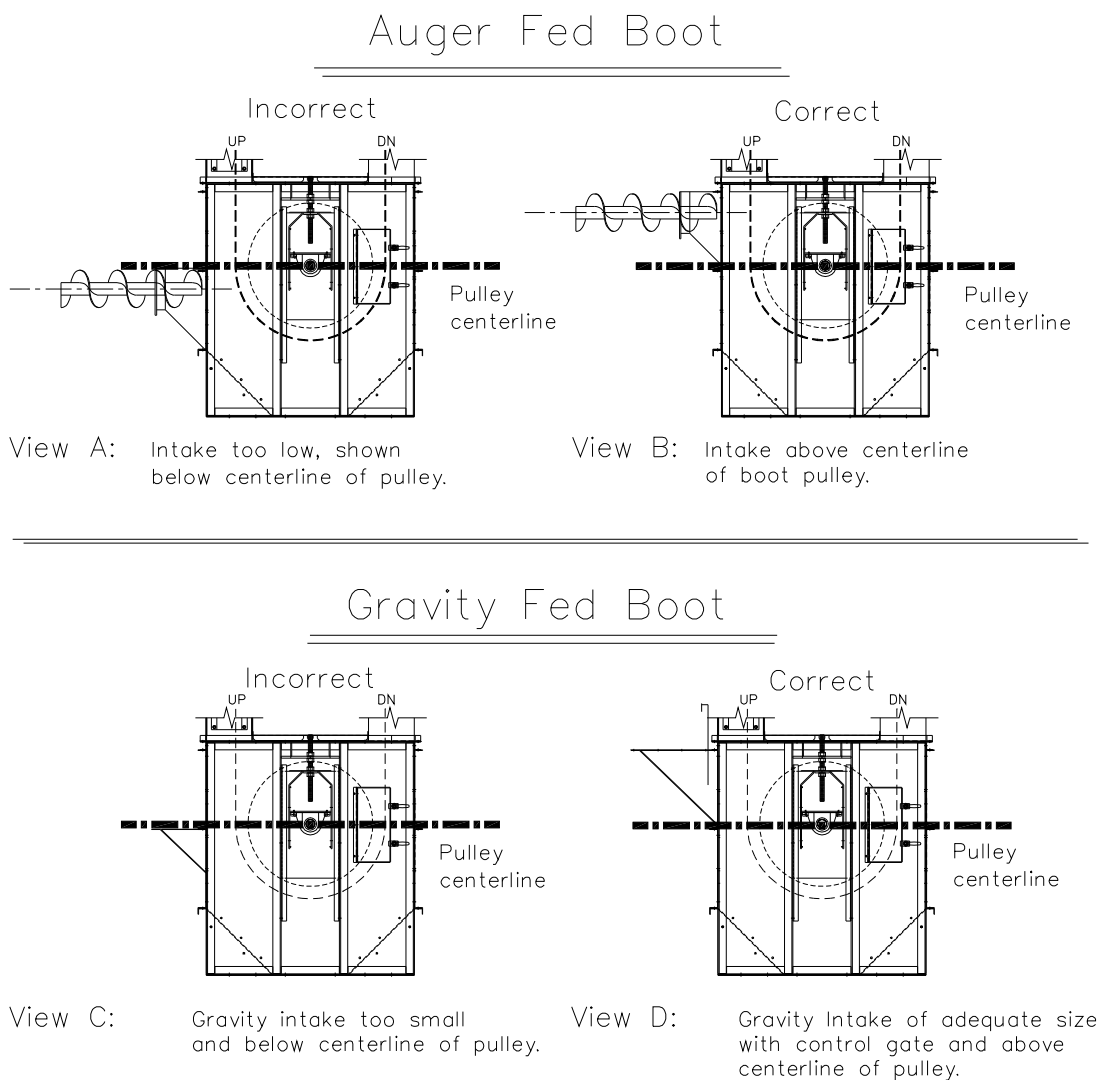 Auger Fed Boot
Incorrect
UP
DN
Pulley
centerline
View A:
Intake too low, shown
below centerline of pulley.
Correct
UP
DN
Pulley
centerline
View B:
Intake above centerline
of boot pulley.
Gravity Fed Boot
Incorrect
UP
DN
Pulley
centerline
View C:
Gravity intake too small
and below centerline of pulley.
Correct
UP
DN
Pulley
centerline
View D:
Gravity Intake of adequate size
with control gate and above
centerline of pulley.